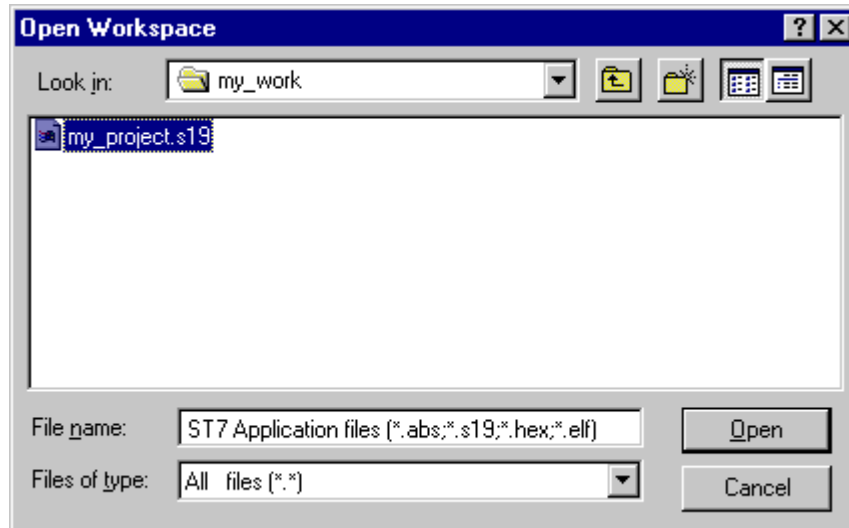 Open Workspace
Look in:
my_work
my_project.s19
File name:
ST7 Application files (*.abs;*.s19;*.hex;*.elf)
Open
Files of type:
All files (*.*)
Cancel